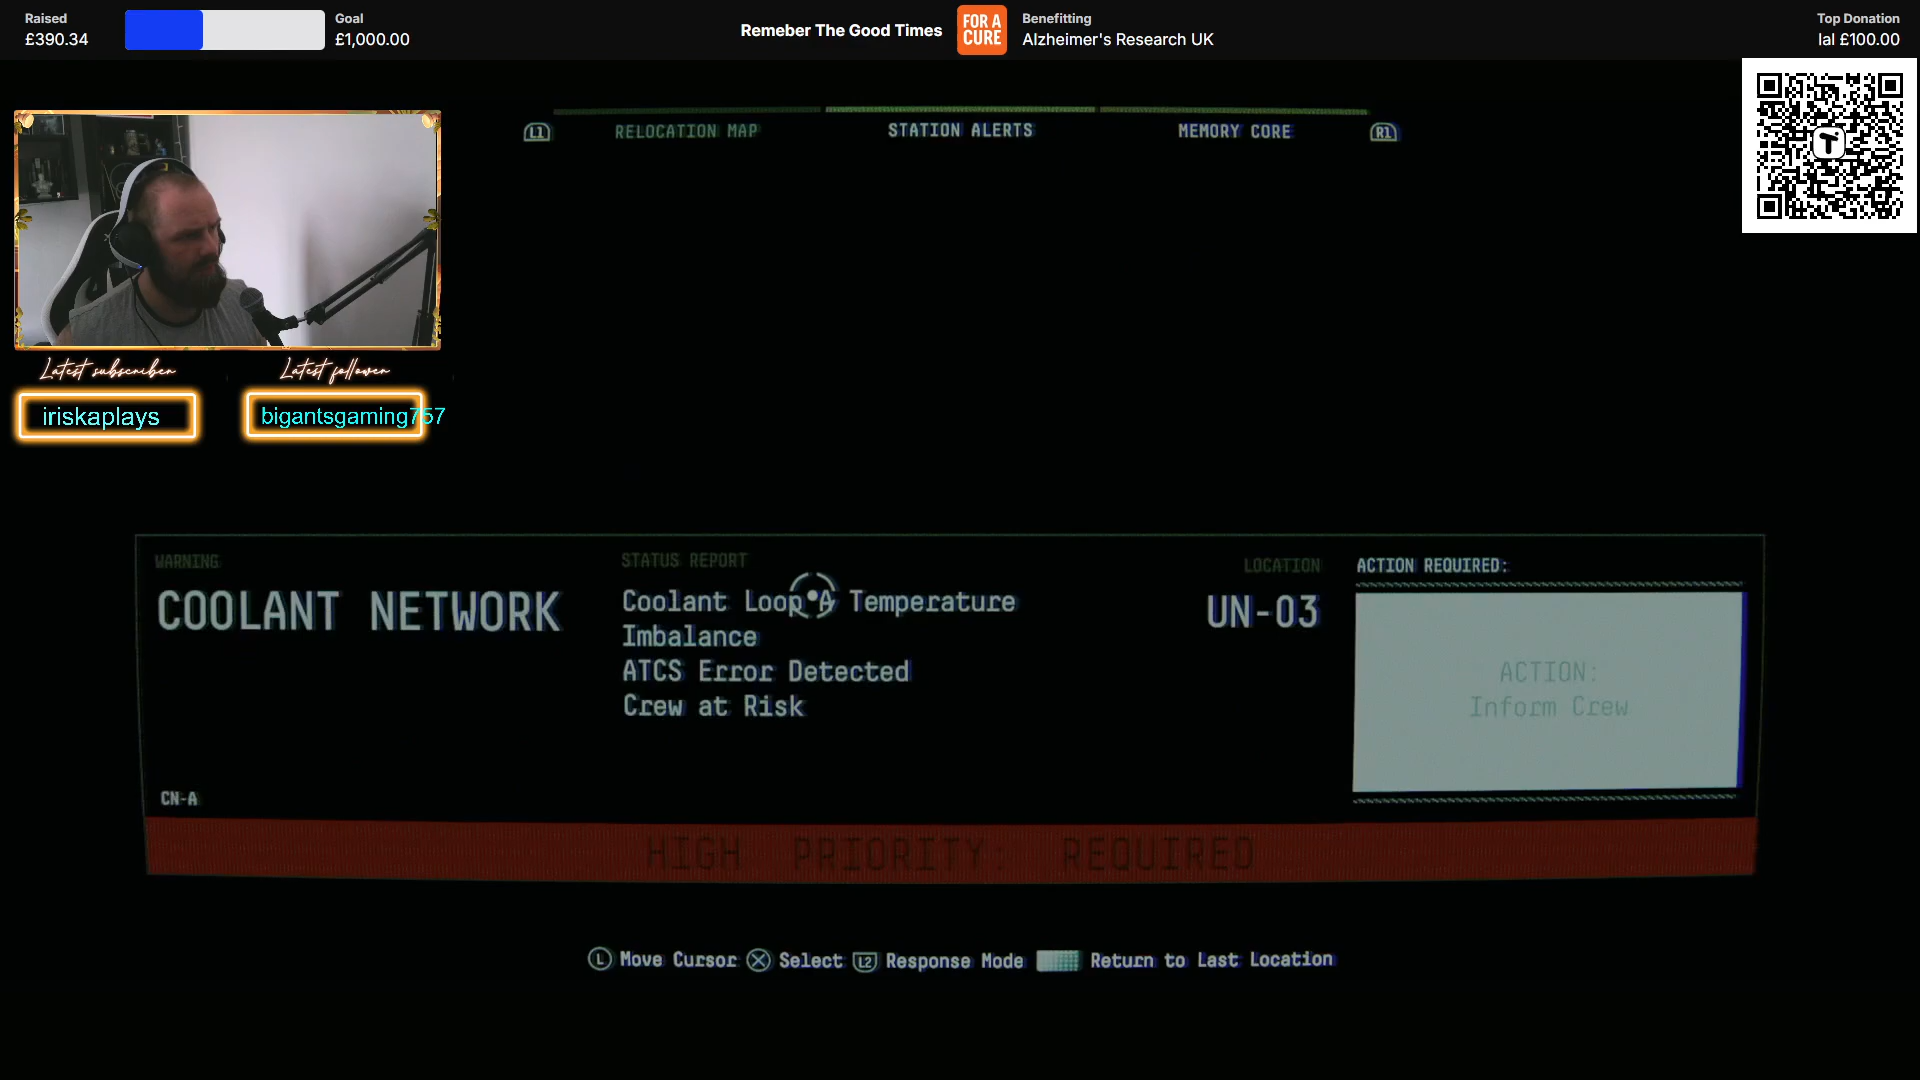 Raised
£390.34
Goal
£1,000.00
Remeber The Good Times
FOR A
CURE
Benefitting
Alzheimer's Research UK
Top Donation
lal £100.00
L1
RELOCATION MAP
STATION ALERTS
MEMORY CORE
R1
Latest subscriber
iriskaplays
Latest follower
bigantsgaming757
WARNING
COOLANT NETWORK
CN-A
STATUS REPORT
Coolant Loop A Temperature
Imbalance
ATCS Error Detected
Crew at Risk
LOCATION
UN-03
ACTION REQUIRED:
ACTION:
Inform Crew
HIGH PRIORITY: REQUIRED
L Move Cursor Select L2 Response Mode Return to Last Location